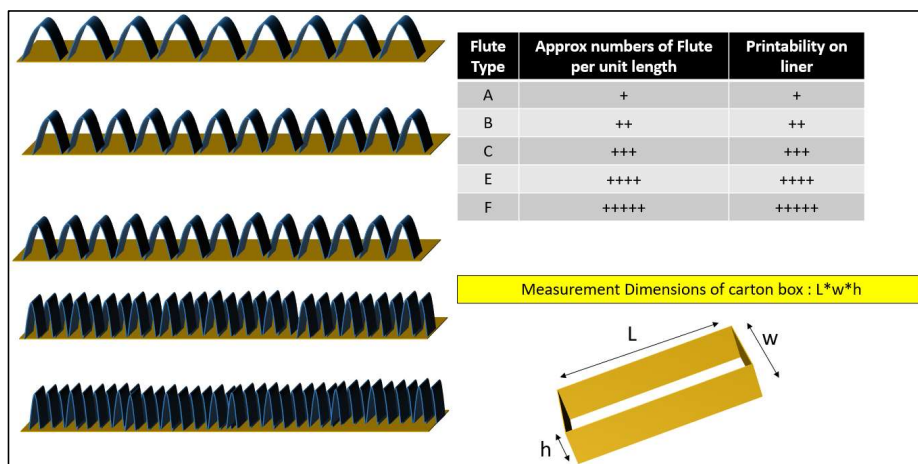 Flute Type | Approx numbers of Flute per unit length | Printability on liner
A | + | +
B | ++ | ++
C | +++ | +++
E | ++++ | ++++
F | +++++ | +++++
Measurement Dimensions of carton box : L*w*h
L
w
h